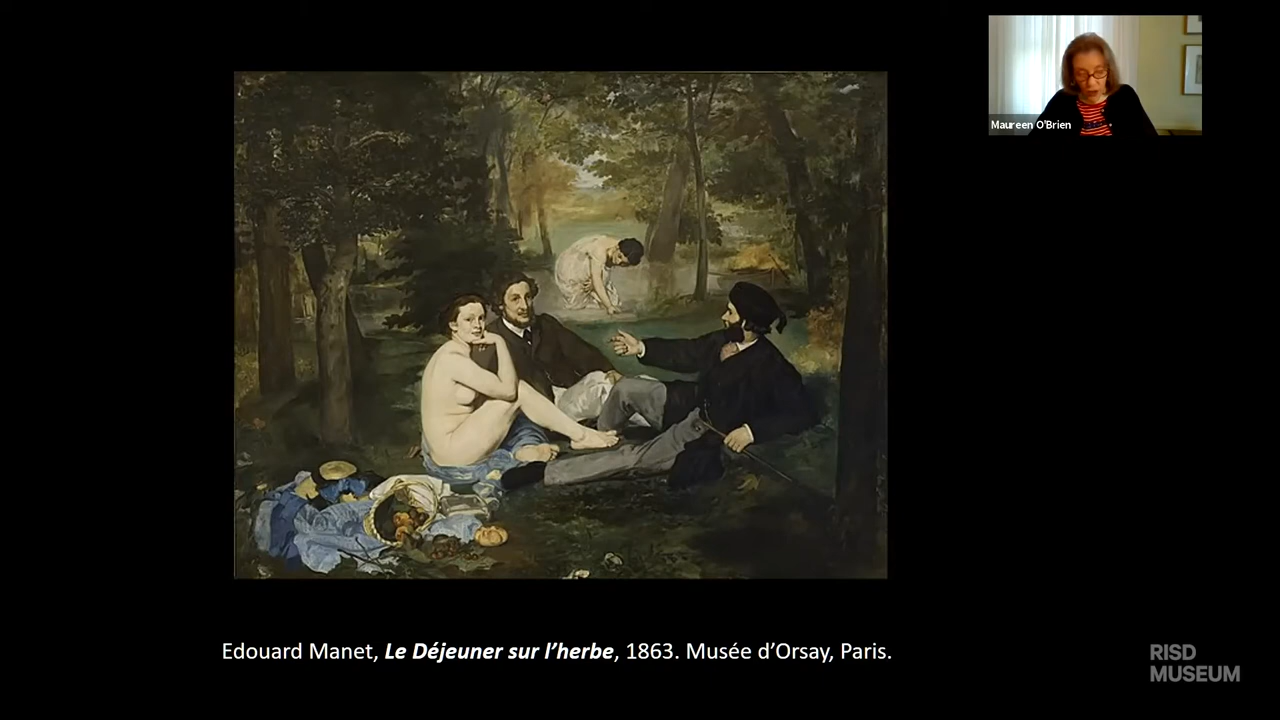 Maureen O'Brien
Edouard Manet, Le Déjeuner sur l’herbe, 1863. Musée d’Orsay, Paris.
RISD
MUSEUM